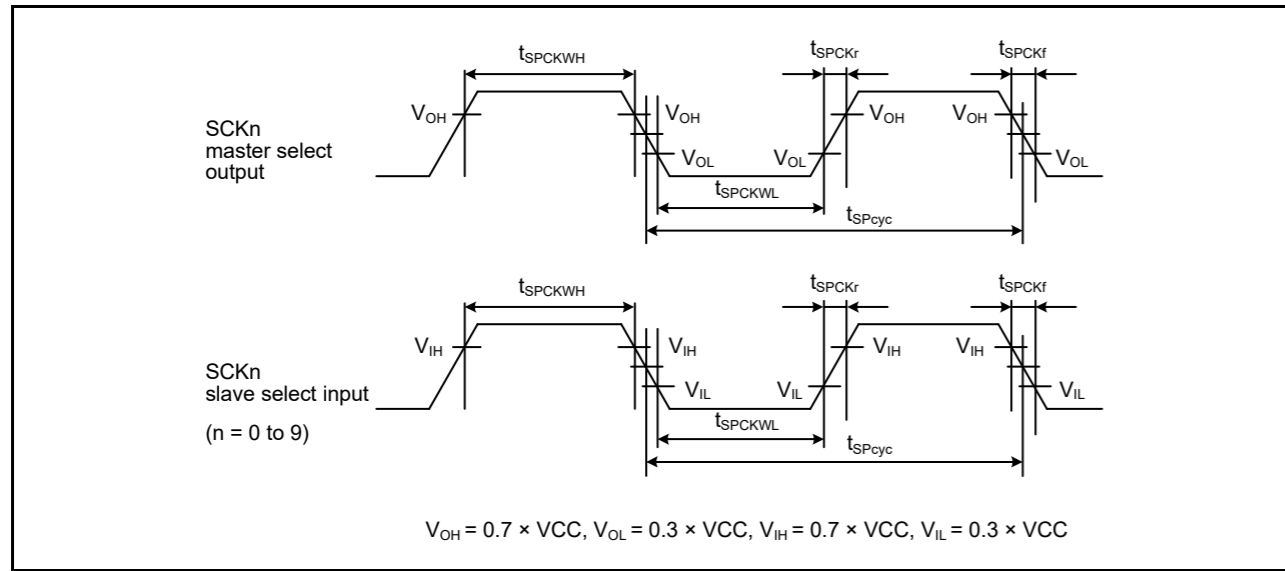 tSPCKWH
tSPCKr
tSPCKf
SCKn
master select
output
VOH
VOH
VOL
VOL
VOH
VOH
VOL
tSPCKWL
tSPcyc
tSPCKWH
tSPCKr
tSPCKf
SCKn
slave select input
(n = 0 to 9)
VIH
VIH
VIL
VIL
VIH
VIH
VIL
tSPCKWL
tSPcyc
VOH = 0.7 × VCC, VOL = 0.3 × VCC, VIH = 0.7 × VCC, VIL = 0.3 × VCC